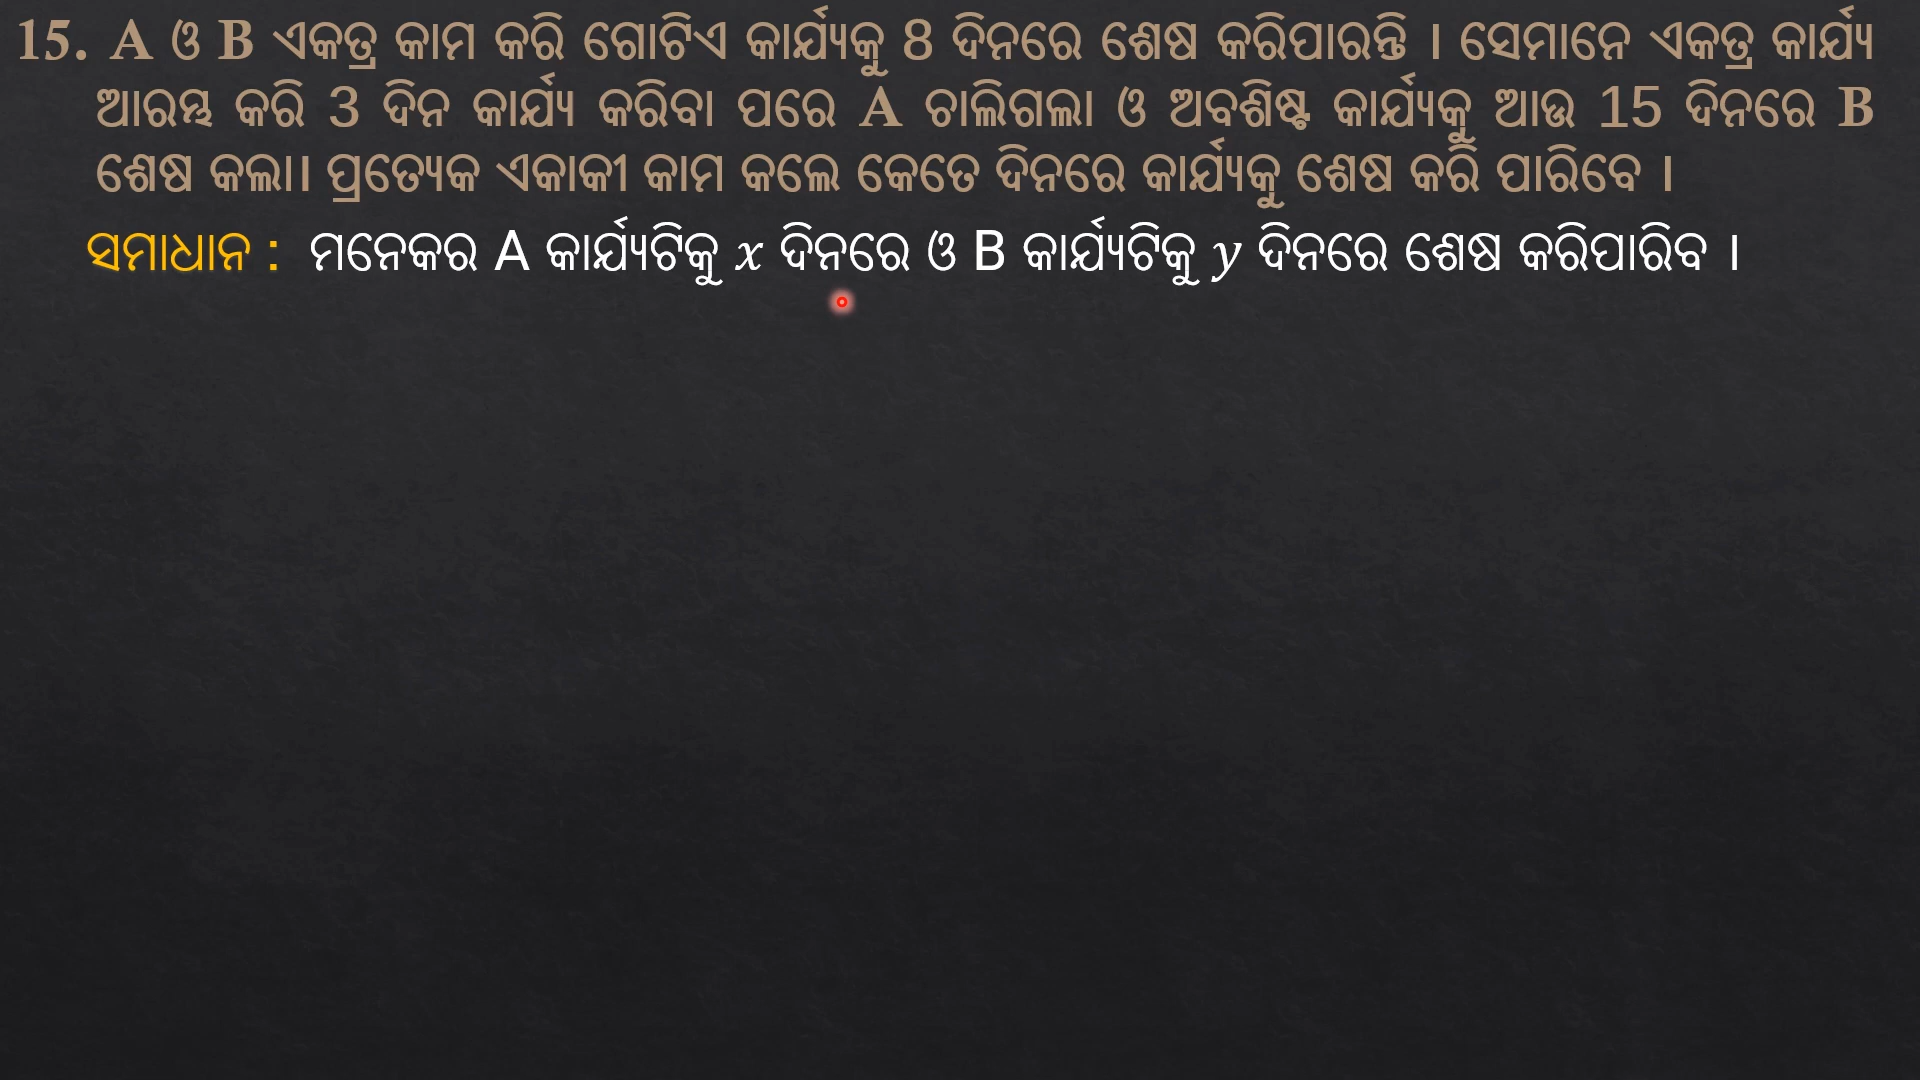 15. A ଓ B ଏକତ୍ର କାମ କରି ଗୋଟିଏ କାର୍ଯ୍ୟକୁ 8 ଦିନରେ ଶେଷ କରିପାରନ୍ତି । ସେମାନେ ଏକତ୍ର କାର୍ଯ୍ୟ
ଆରମ୍ଭ କରି 3 ଦିନ କାର୍ଯ୍ୟ କରିବା ପରେ A ଚାଲିଗଲା ଓ ଅବଶିଷ୍ଟ କାର୍ଯ୍ୟକୁ ଆଉ 15 ଦିନରେ B
ଶେଷ କଲା। ପ୍ରତ୍ୟେକ ଏକାକୀ କାମ କଲେ କେତେ ଦିନରେ କାର୍ଯ୍ୟକୁ ଶେଷ କରି ପାରିବେ ।
ସମାଧାନ : ମନେକର A କାର୍ଯ୍ୟଟିକୁ x ଦିନରେ ଓ B କାର୍ଯ୍ୟଟିକୁ y ଦିନରେ ଶେଷ କରିପାରିବ ।